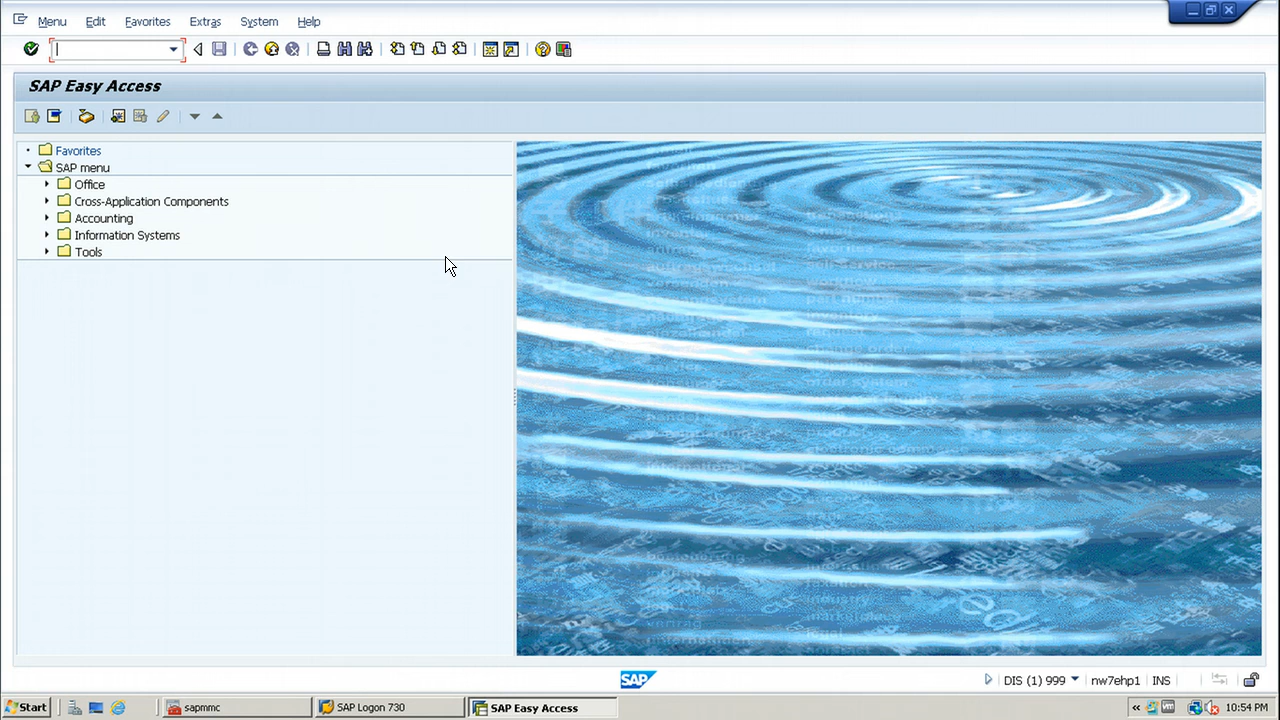 Menu Edit Favorites Extras System Help
SAP Easy Access
Favorites
SAP menu
Office
Cross-Application Components
Accounting
Information Systems
Tools
SAP
DIS (1) 999 nw7ehp1 INS
Start sapmmc SAP Logon 730 SAP Easy Access 10:54 PM